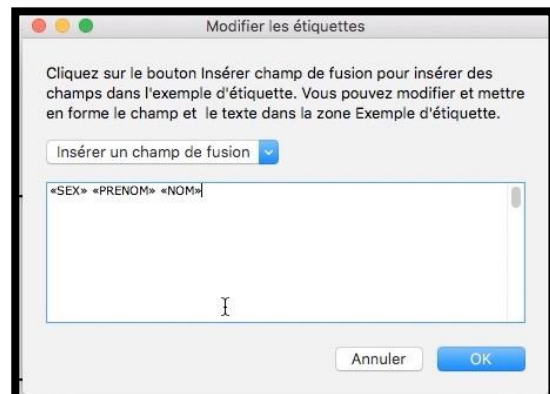 Modifier les étiquettes
Cliquez sur le bouton Insérer champ de fusion pour insérer des
champs dans l'exemple d'étiquette. Vous pouvez modifier et mettre
en forme le champ et le texte dans la zone Exemple d'étiquette.
Insérer un champ de fusion
«SEX» «PRENOM» «NOM»
Annuler OK